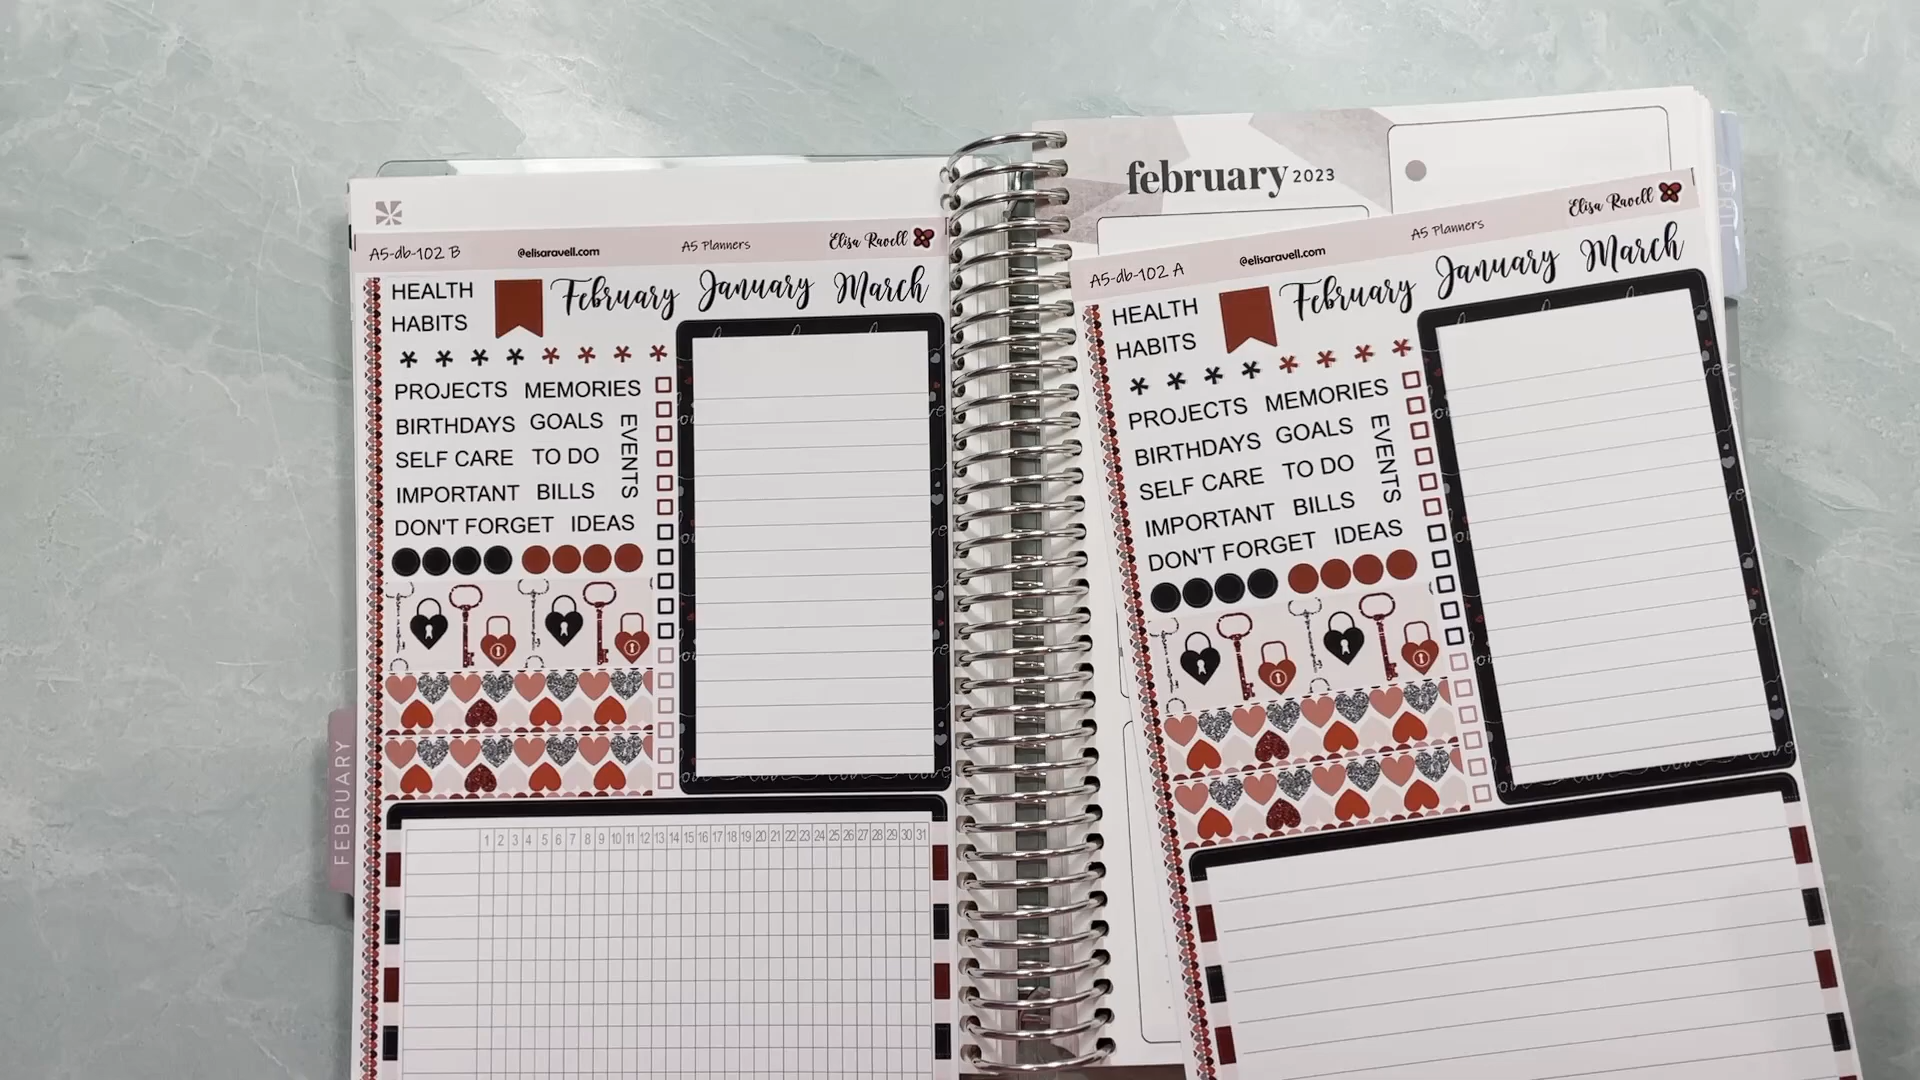 february 2023
A5-db-102 B @elisaravell.com A5 Planners Elisa Ravell
HEALTH
HABITS
February January March
PROJECTS MEMORIES
BIRTHDAYS GOALS
SELF CARE TO DO
EVENTS
IMPORTANT BILLS
DON'T FORGET IDEAS
1 2 3 4 5 6 7 8 9 10 11 12 13 14 15 16 17 18 19 20 21 22 23 24 25 26 27 28 29 30 31
FEBRUARY
A5-db-102 A @elisaravell.com A5 Planners Elisa Ravell
HEALTH
HABITS
February January March
PROJECTS MEMORIES
BIRTHDAYS GOALS
SELF CARE TO DO
EVENTS
IMPORTANT BILLS
DON'T FORGET IDEAS